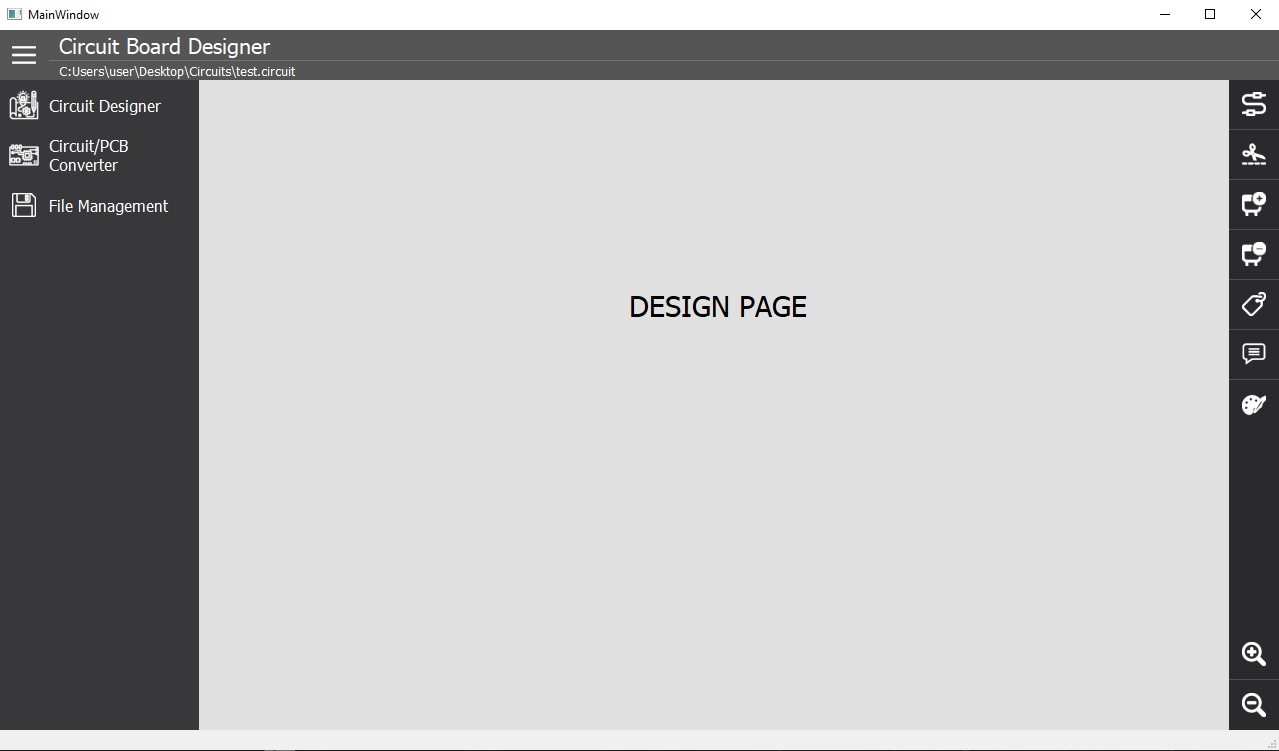 MainWindow
Circuit Board Designer
C:Users\user\Desktop\Circuits\test.circuit
Circuit Designer
Circuit/PCB
Converter
File Management
DESIGN PAGE